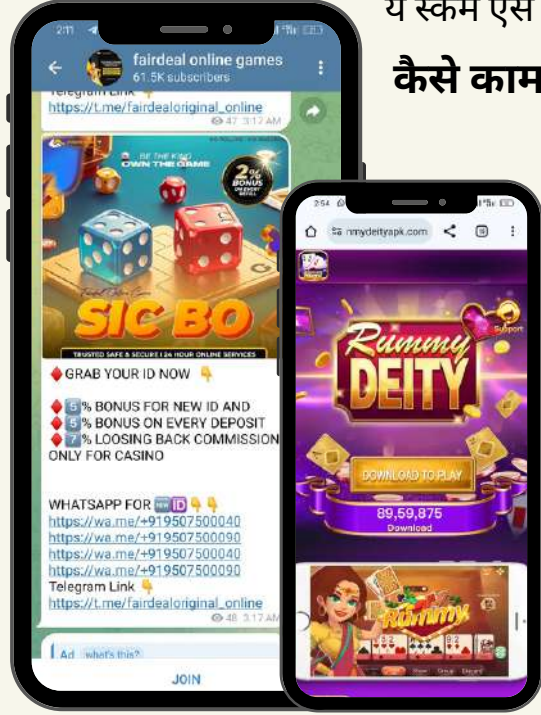 ये स्कैम ऐस
कैसे काम
2:11
fairdeal online games
61.5K subscribers
Telegram Link
https://t.me/fairdealoriginal_online
47 3:17 AM
BE THE KING
OWN THE GAME
2%
BONUS
ON EVERY
REFILL
SIC BO
TRUSTED SAFE & SECURE | 24 HOUR ONLINE SERVICES
GRAB YOUR ID NOW
5% BONUS FOR NEW ID AND
5% BONUS ON EVERY DEPOSIT
7% LOOSING BACK COMMISSION
ONLY FOR CASINO
WHATSAPP FOR NEW ID
https://wa.me/+919507500040
https://wa.me/+919507500090
https://wa.me/+919507500040
https://wa.me/+919507500090
Telegram Link
https://t.me/fairdealoriginal_online
48 3:17 AM
Ad what's this?
JOIN
2:54
nmydeityapk.com
Support
Rummy
DEITY
DOWNLOAD TO PLAY
89,59,875
Download
Rummy